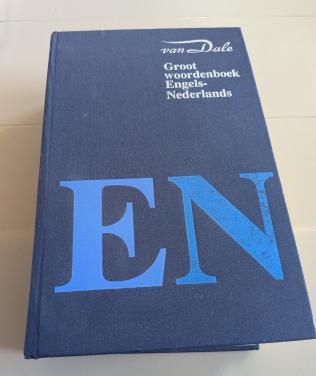 van Dale
Groot
woordenboek
Engels-
Nederlands
EN